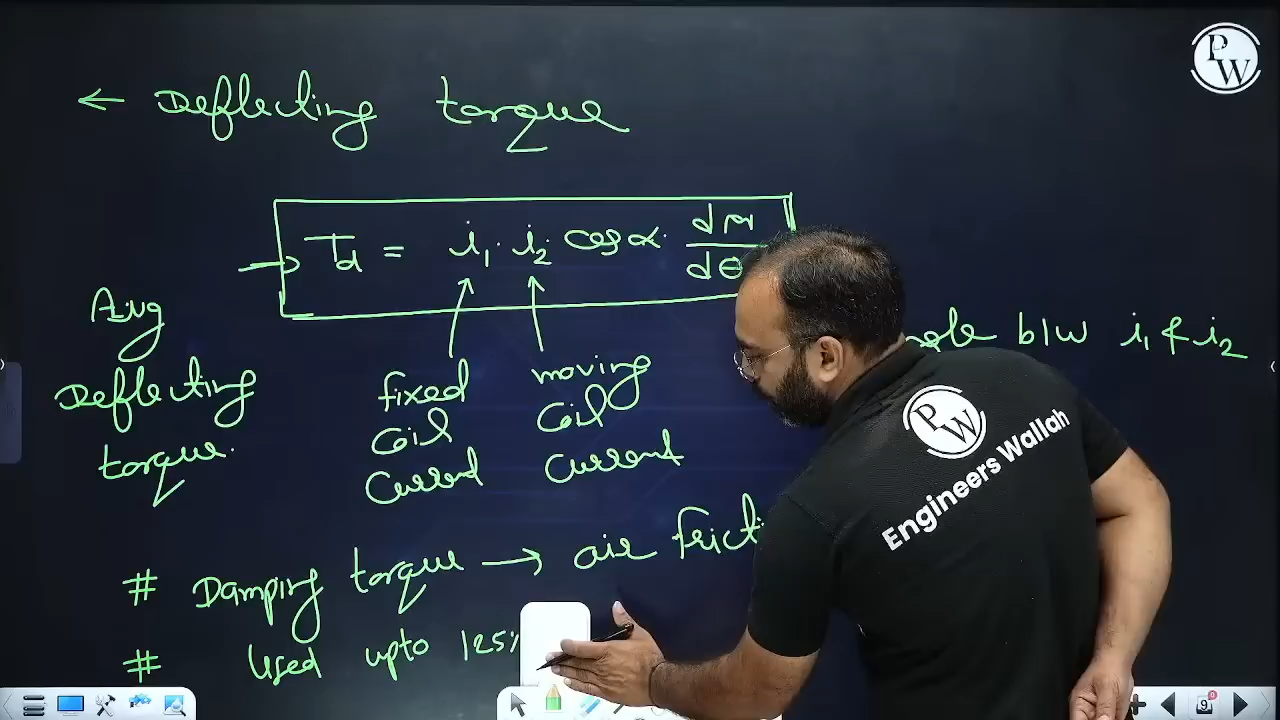 PW
← Deflecting torque
Td = i1 . i2 cos α . dM
dθ
Avg
Deflecting
torque.
fixed
Coil
Current
moving
Coil
Current
b/w i1 & i2
# Damping torque → air
# Used upto 125
PW
Engineers Wallah
9